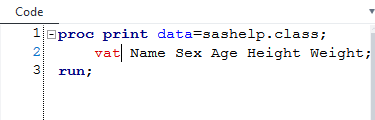 Code
1 proc print data=sashelp.class;
2 vat Name Sex Age Height Weight;
3 run;